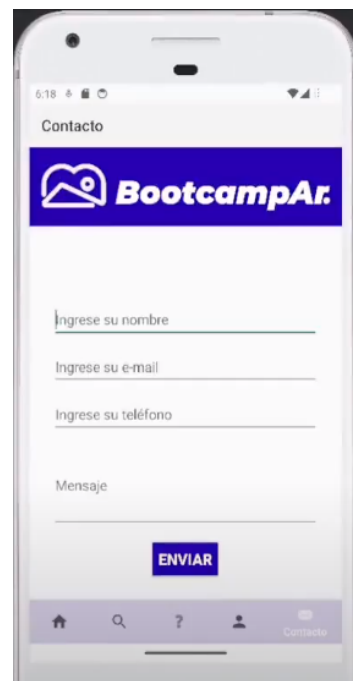 6:18
Contacto
BootcampAr.
Ingrese su nombre
Ingrese su e-mail
Ingrese su teléfono
Mensaje
ENVIAR
?
Contacto